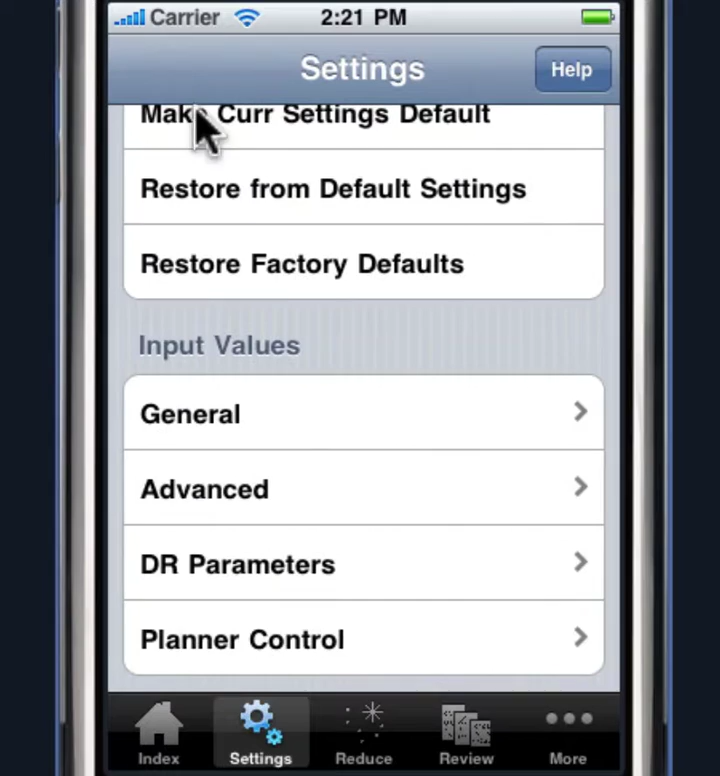 Carrier 2:21 PM
Settings Help
Make Curr Settings Default
Restore from Default Settings
Restore Factory Defaults
Input Values
General
Advanced
DR Parameters
Planner Control
Index Settings Reduce Review More